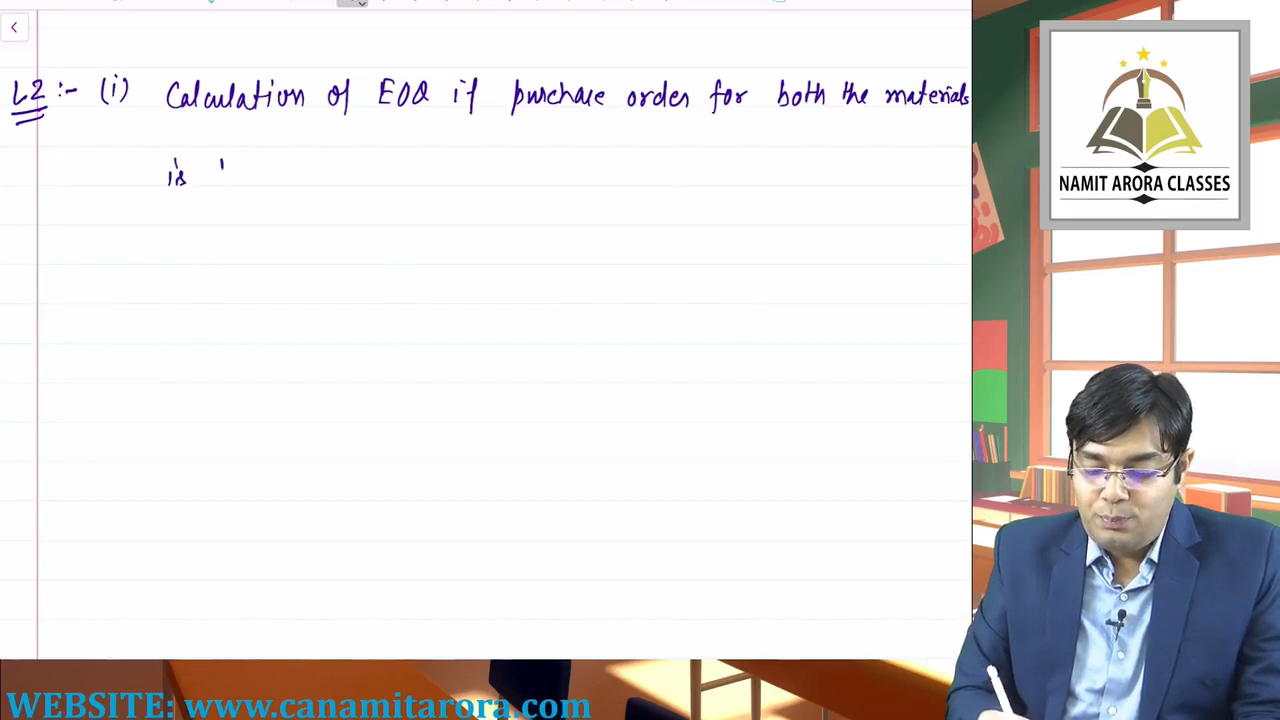 L2 :- (i) Calculation of EOQ if purchase order for both the materials
is
NAMIT ARORA CLASSES
WEBSITE: www.canamitarora.com